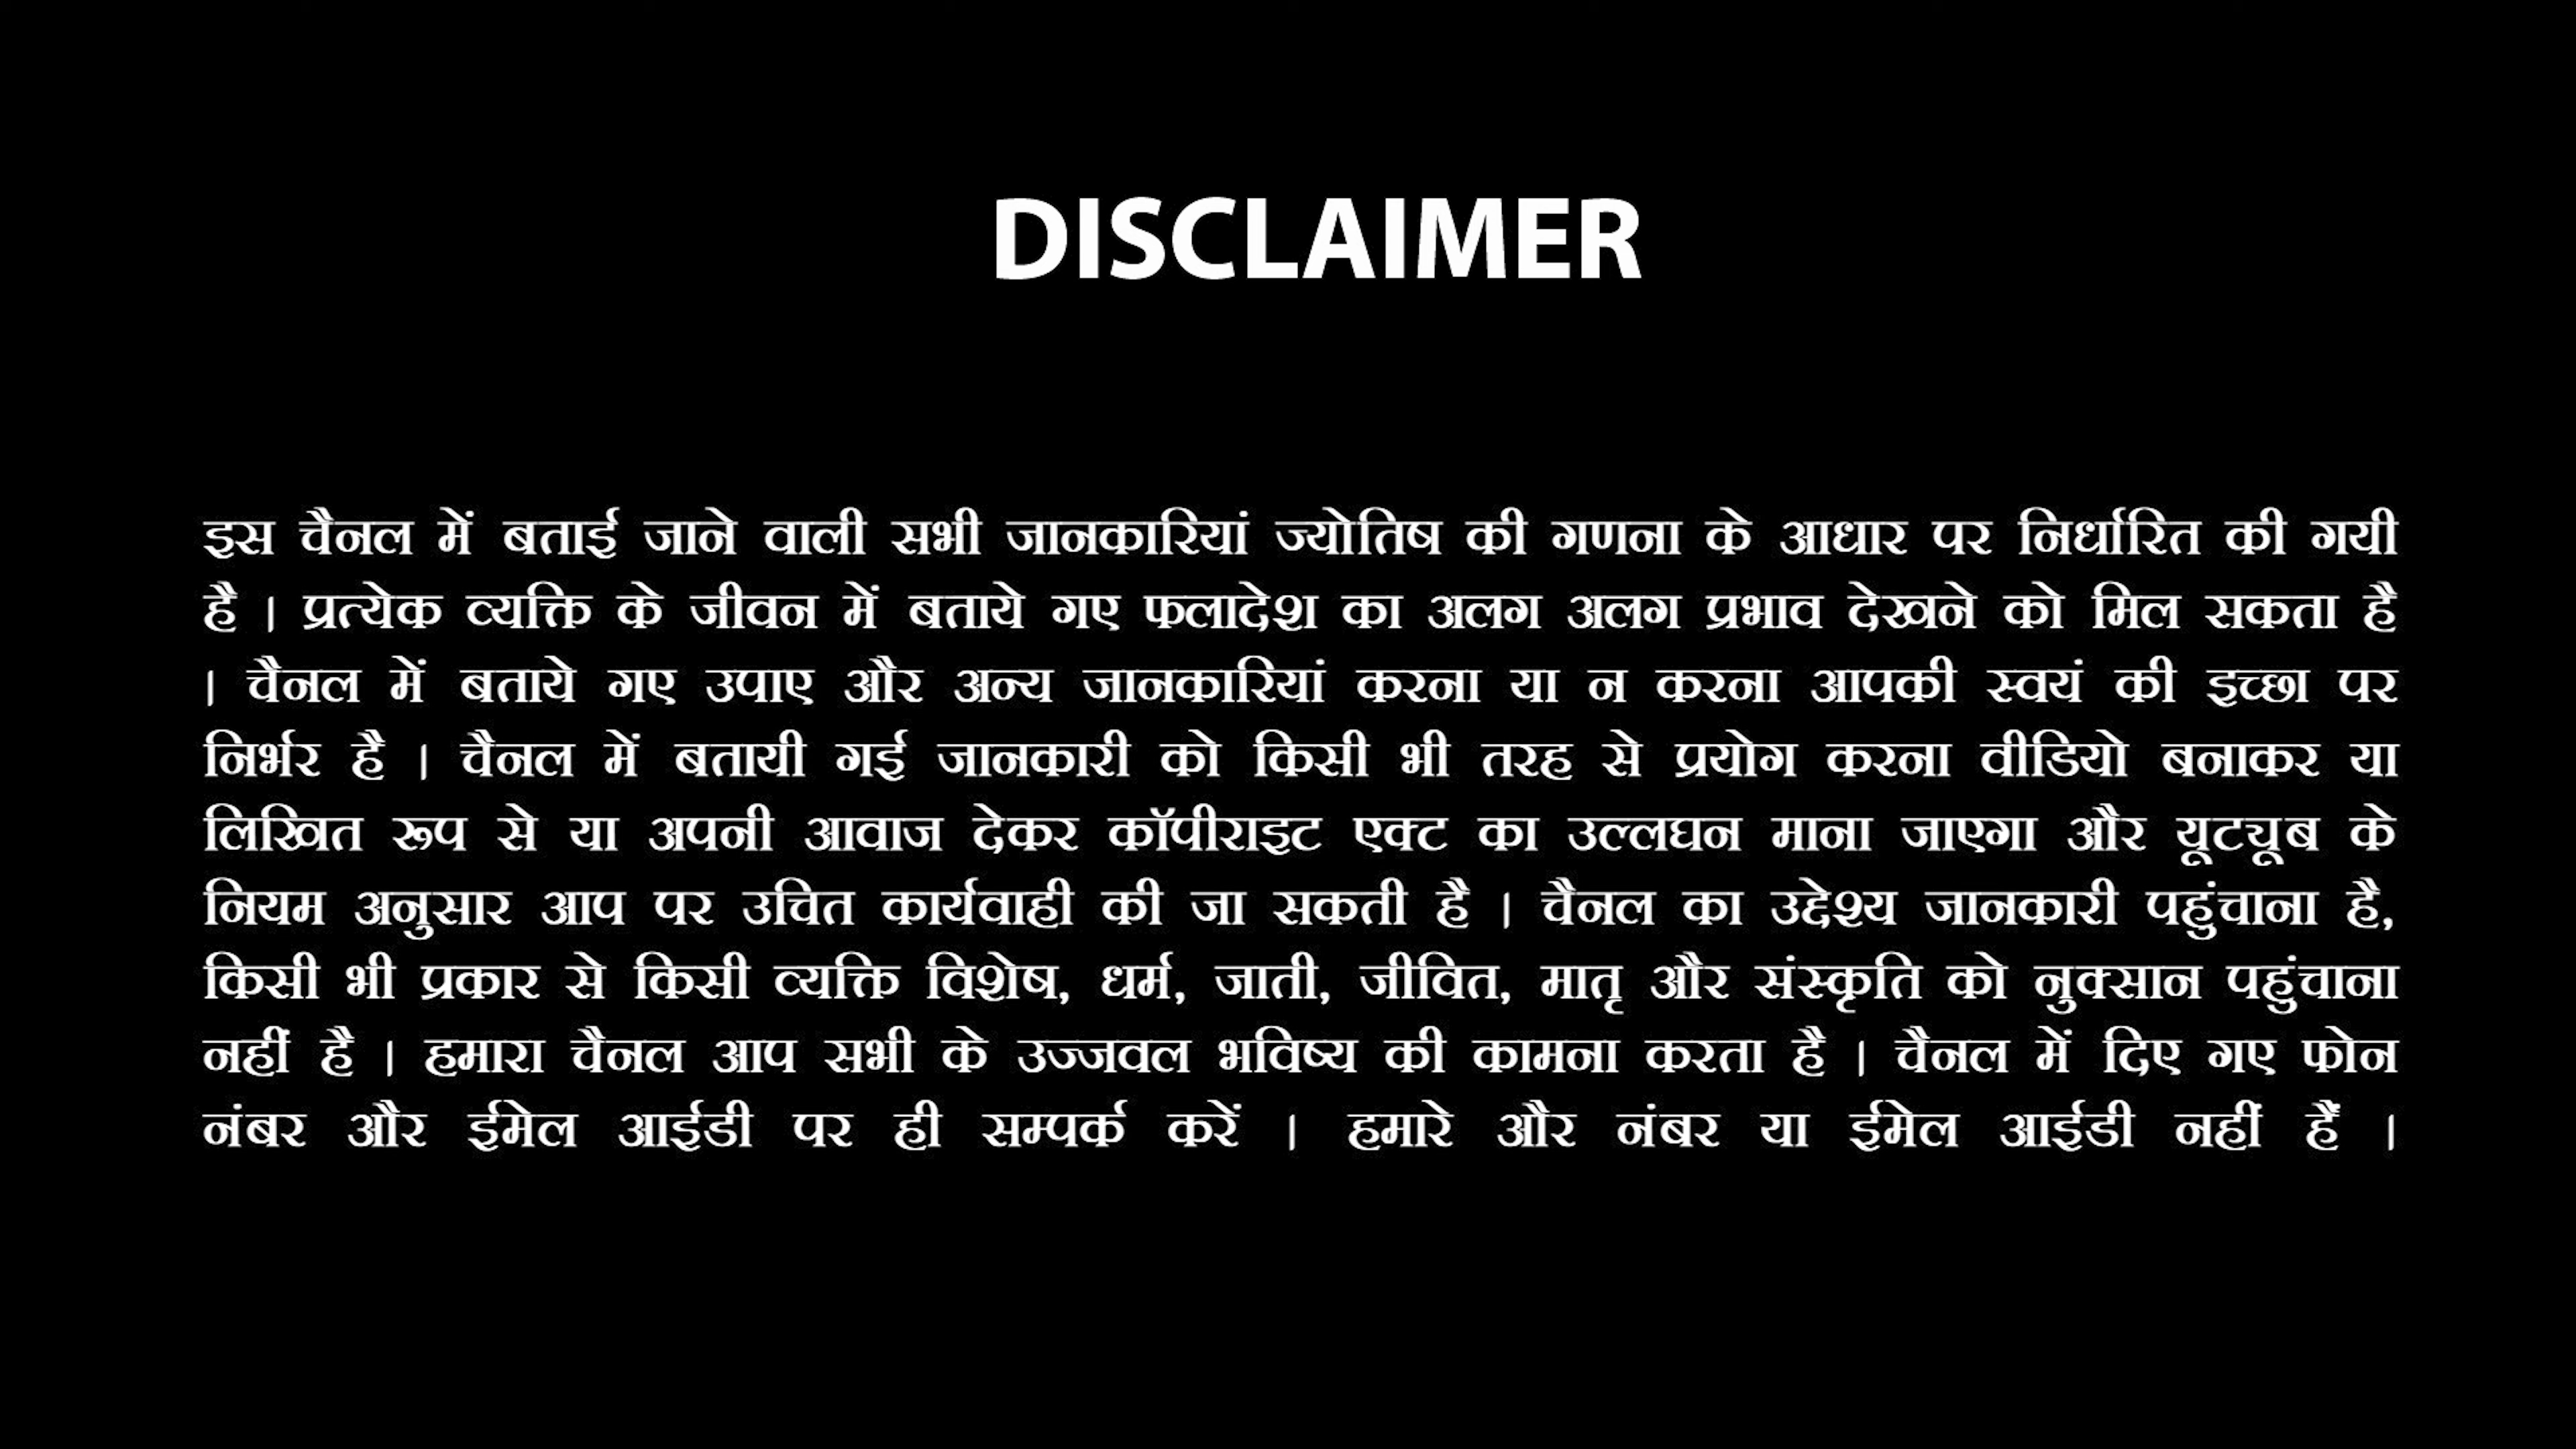 DISCLAIMER
इस चैनल में बताई जाने वाली सभी जानकारियां ज्योतिष की गणना के आधार पर निर्धारित की गयी
है । प्रत्येक व्यक्ति के जीवन में बताये गए फलादेश का अलग अलग प्रभाव देखने को मिल सकता है
। चैनल में बताये गए उपाए और अन्य जानकारियां करना या न करना आपकी स्वयं की इच्छा पर
निर्भर है । चैनल में बतायी गई जानकारी को किसी भी तरह से प्रयोग करना वीडियो बनाकर या
लिखित रूप से या अपनी आवाज देकर कॉपीराइट एक्ट का उल्लघन माना जाएगा और यूट्यूब के
नियम अनुसार आप पर उचित कार्यवाही की जा सकती है । चैनल का उद्देश्य जानकारी पहुंचाना है,
किसी भी प्रकार से किसी व्यक्ति विशेष, धर्म, जाती, जीवित, मातृ और संस्कृति को नुक्सान पहुंचाना
नहीं है । हमारा चैनल आप सभी के उज्जवल भविष्य की कामना करता है । चैनल में दिए गए फोन
नंबर और ईमेल आईडी पर ही सम्पर्क करें । हमारे और नंबर या ईमेल आईडी नहीं हैं ।